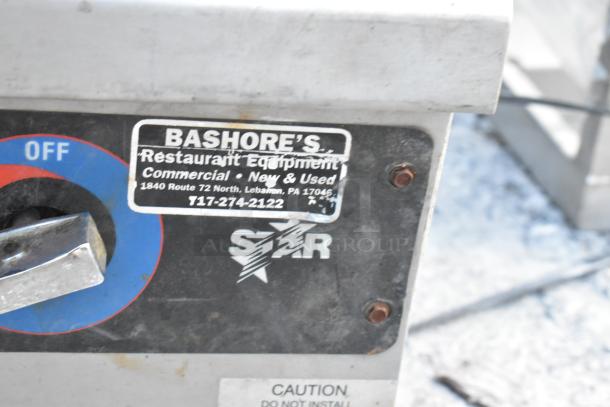 OFF
BASHORE'S
Restaurant Equipment
Commercial • New & Used
1840 Route 72 North, Lebanon, PA 17046
717-274-2122
STAR
GROUP
CAUTION
DO NOT INSTALL